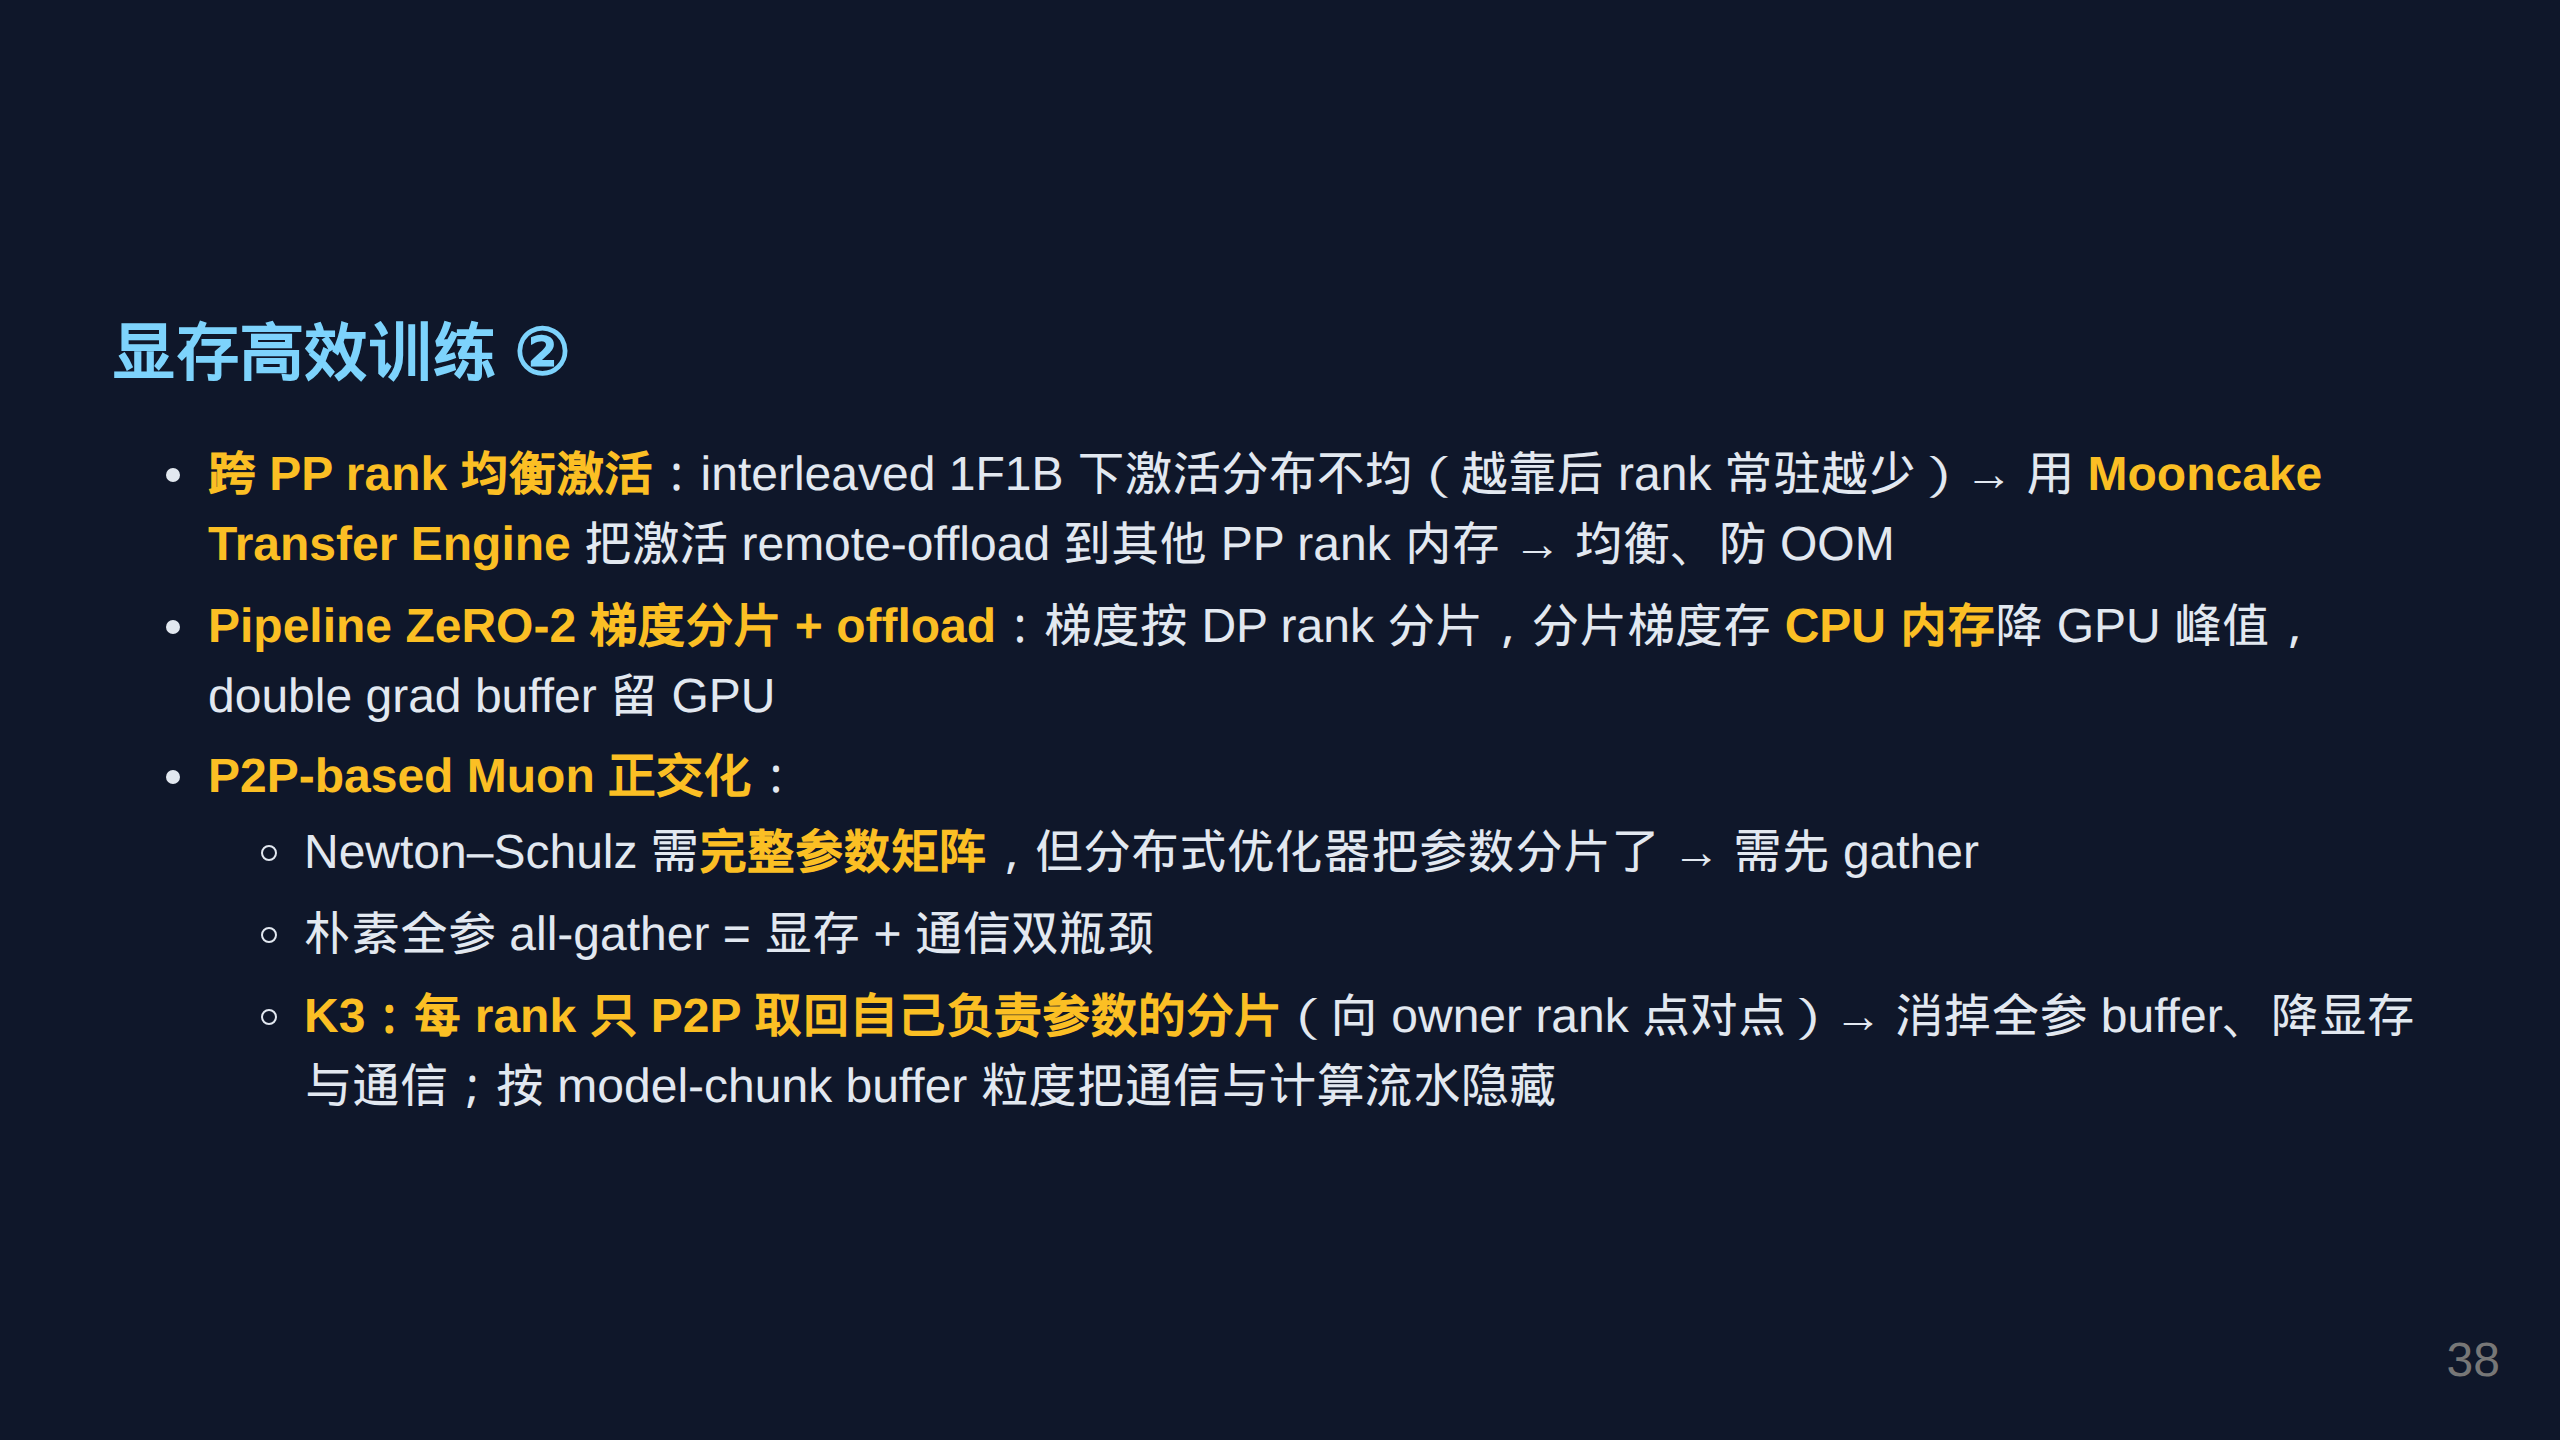 显存高效训练 ②
跨 PP rank 均衡激活：interleaved 1F1B 下激活分布不均（越靠后 rank 常驻越少）→ 用 Mooncake
Transfer Engine 把激活 remote-offload 到其他 PP rank 内存 → 均衡、防 OOM
Pipeline ZeRO-2 梯度分片 + offload：梯度按 DP rank 分片，分片梯度存 CPU 内存降 GPU 峰值，
double grad buffer 留 GPU
P2P-based Muon 正交化：
Newton–Schulz 需完整参数矩阵，但分布式优化器把参数分片了 → 需先 gather
朴素全参 all-gather = 显存 + 通信双瓶颈
K3：每 rank 只 P2P 取回自己负责参数的分片（向 owner rank 点对点）→ 消掉全参 buffer、降显存
与通信；按 model-chunk buffer 粒度把通信与计算流水隐藏
38